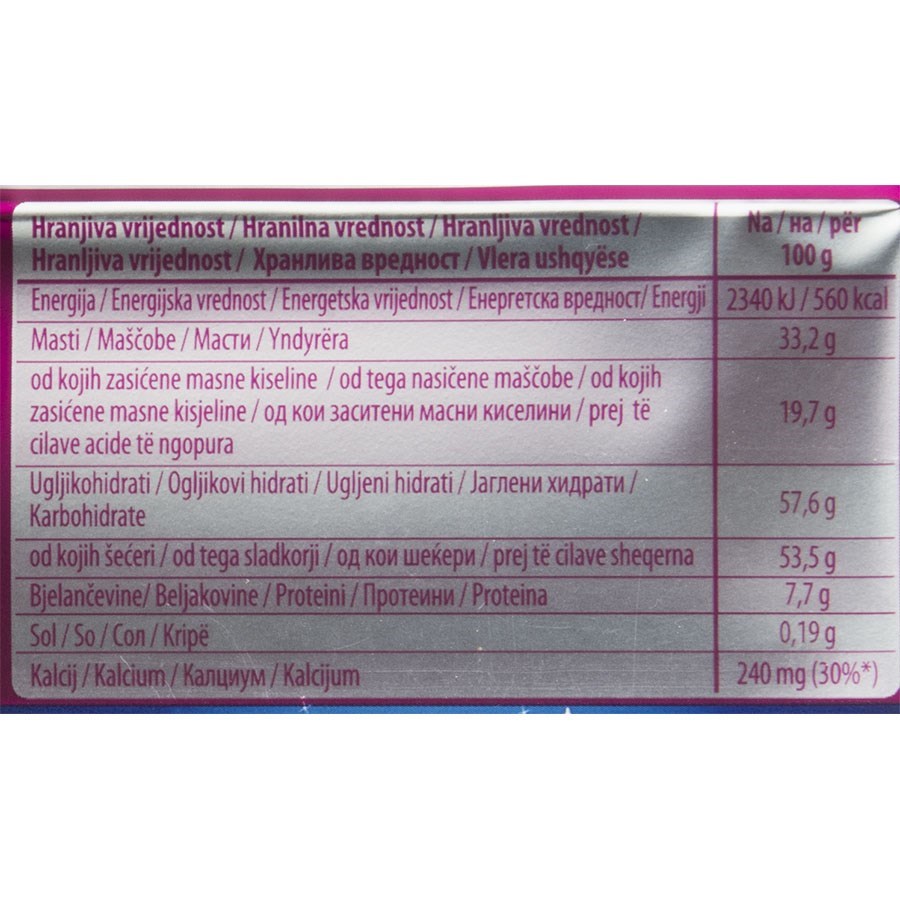 Hranjiva vrijednost / Hranilna vrednost / Hranljiva vrednost /
Hranljiva vrijednost / Хранлива вредност / Vlera ushqyëse
Na / на / për
100 g
Energija / Energijska vrednost / Energetska vrijednost / Енергетска вредност/ Energji 2340 kJ / 560 kcal
Masti / Maščobe / Масти / Yndyrëra 33,2 g
od kojih zasićene masne kiseline / od tega nasičene maščobe / od kojih
zasićene masne kisjeline / од кои заситени масни киселини / prej të
cilave acide të ngopura
19,7 g
Ugljikohidrati / Ogljikovi hidrati / Ugljeni hidrati / Јаглени хидрати /
Karbohidrate
57,6 g
od kojih šećeri / od tega sladkorji / од кои шеќери / prej të cilave sheqerna 53,5 g
Bjelančevine/ Beljakovine / Proteini / Протеини / Proteina 7,7 g
Sol / So / Сол / Kripë 0,19 g
Kalcij / Kalcium / Калциум / Kalcijum 240 mg (30%*)